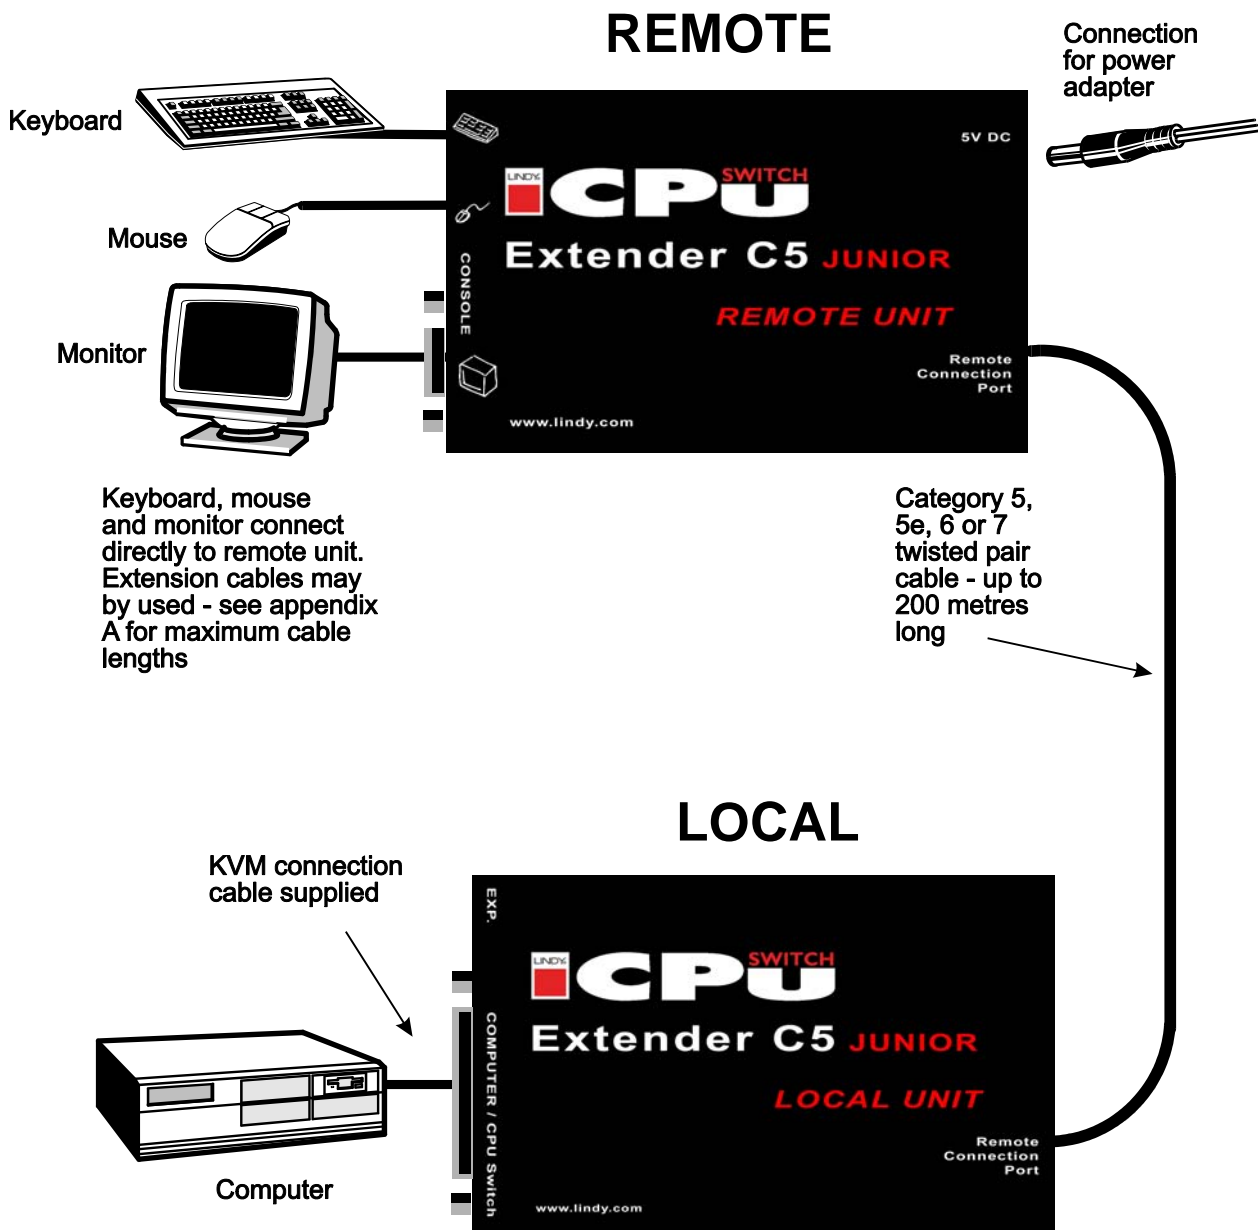 REMOTE
Connection
for power
adapter
Keyboard
Mouse
Monitor
5V DC
LINDY
CPU SWITCH
Extender C5 JUNIOR
REMOTE UNIT
CONSOLE
Remote
Connection
Port
www.lindy.com
Keyboard, mouse
and monitor connect
directly to remote unit.
Extension cables may
by used - see appendix
A for maximum cable
lengths
Category 5,
5e, 6 or 7
twisted pair
cable - up to
200 metres
long
LOCAL
KVM connection
cable supplied
EXP.
COMPUTER / CPU Switch
LINDY
CPU SWITCH
Extender C5 JUNIOR
LOCAL UNIT
Remote
Connection
Port
www.lindy.com
Computer